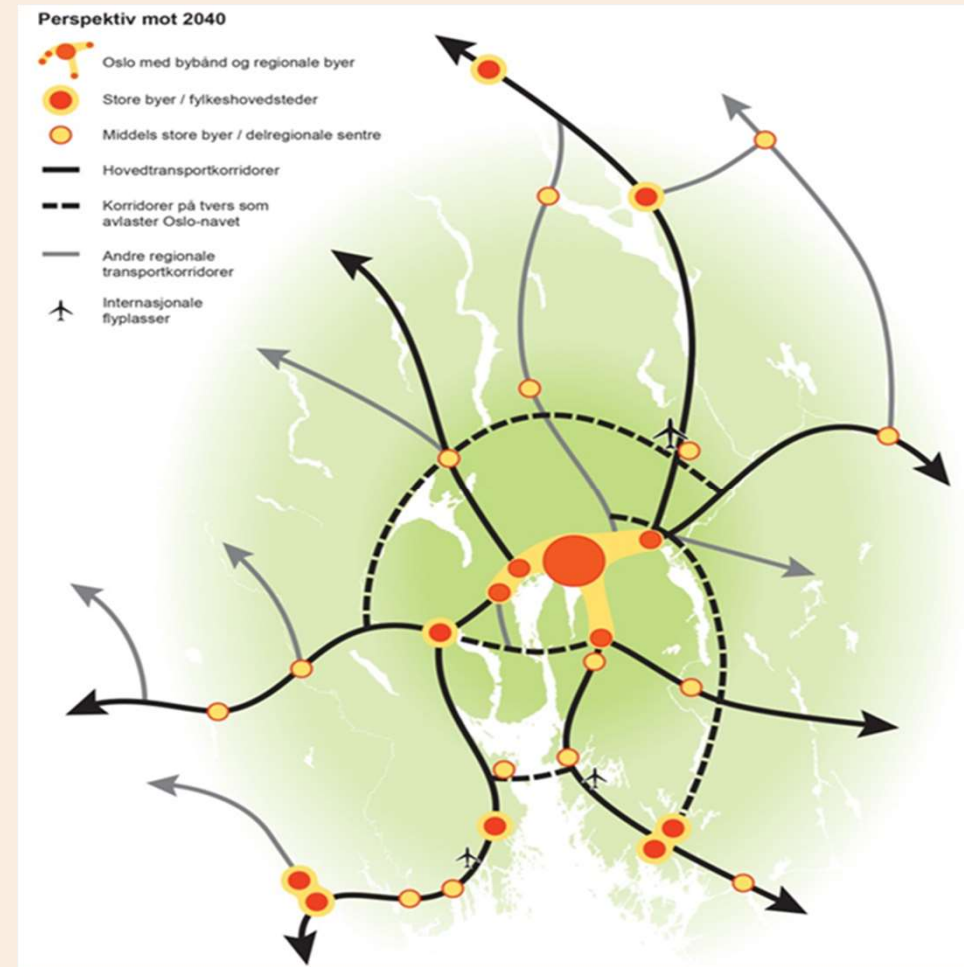 Perspektiv mot 2040
Oslo med bybånd og regionale byer
Store byer / fylkeshovedsteder
Middels store byer / delregionale sentre
Hovedtransportkorridorer
Korridorer på tvers som
avlaster Oslo-navet
Andre regionale
transportkorridorer
Internasjonale
flyplasser